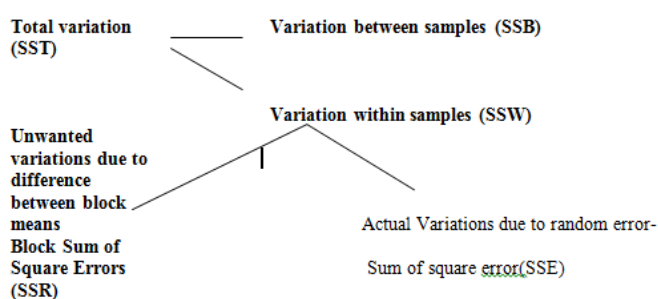 Total variation
(SST)
Variation between samples (SSB)
Variation within samples (SSW)
Unwanted
variations due to
difference
between block
means
Block Sum of
Square Errors
(SSR)
Actual Variations due to random error-
Sum of square error(SSE)